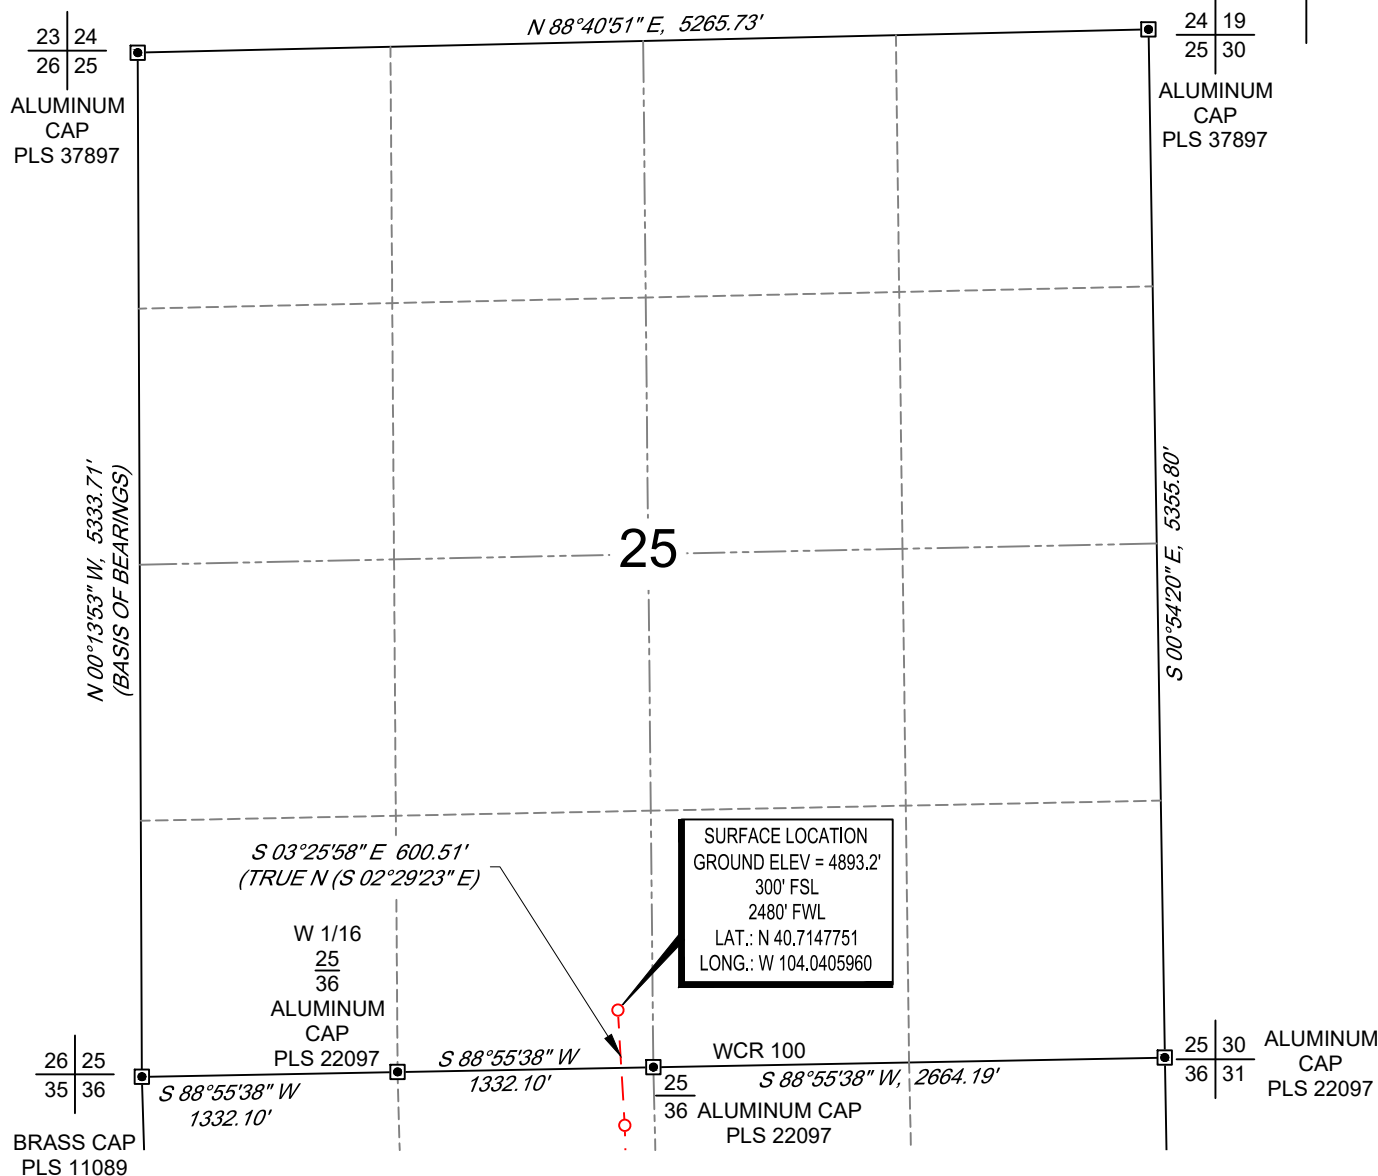 N 88°40'51" E, 5265.73'
23 24
26 25
ALUMINUM
CAP
PLS 37897
24 19
25 30
ALUMINUM
CAP
PLS 37897
N 00°13'53" W, 5333.71'
(BASIS OF BEARINGS)
25
S 00°54'20" E, 5355.80'
S 03°25'58" E 600.51'
(TRUE N (S 02°29'23" E)
SURFACE LOCATION
GROUND ELEV = 4893.2'
300' FSL
2480' FWL
LAT.: N 40.7147751
LONG.: W 104.0405960
W 1/16
25
36
ALUMINUM
CAP
PLS 22097
26 25
35 36
BRASS CAP
PLS 11089
S 88°55'38" W
1332.10'
S 88°55'38" W
1332.10'
WCR 100
S 88°55'38" W, 2664.19'
25
36
ALUMINUM CAP
PLS 22097
25 30
36 31
ALUMINUM
CAP
PLS 22097